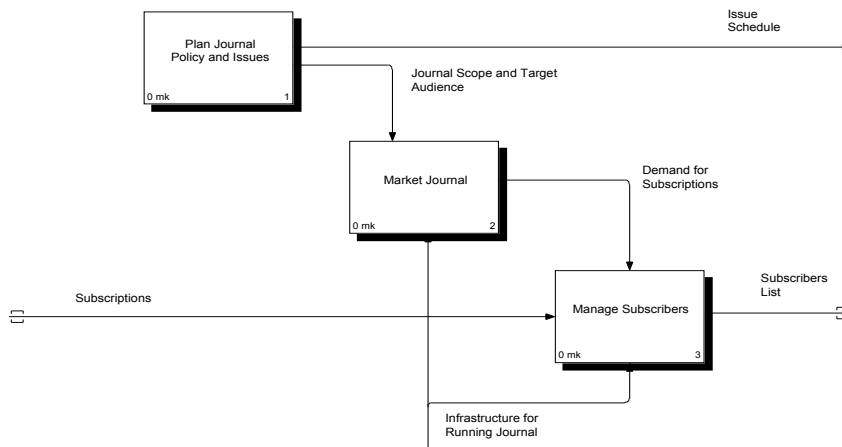 Issue
Schedule
Plan Journal
Policy and Issues
0 mk
1
Journal Scope and Target
Audience
Market Journal
0 mk
2
Demand for
Subscriptions
Subscriptions
Manage Subscribers
0 mk
3
Subscribers
List
Infrastructure for
Running Journal